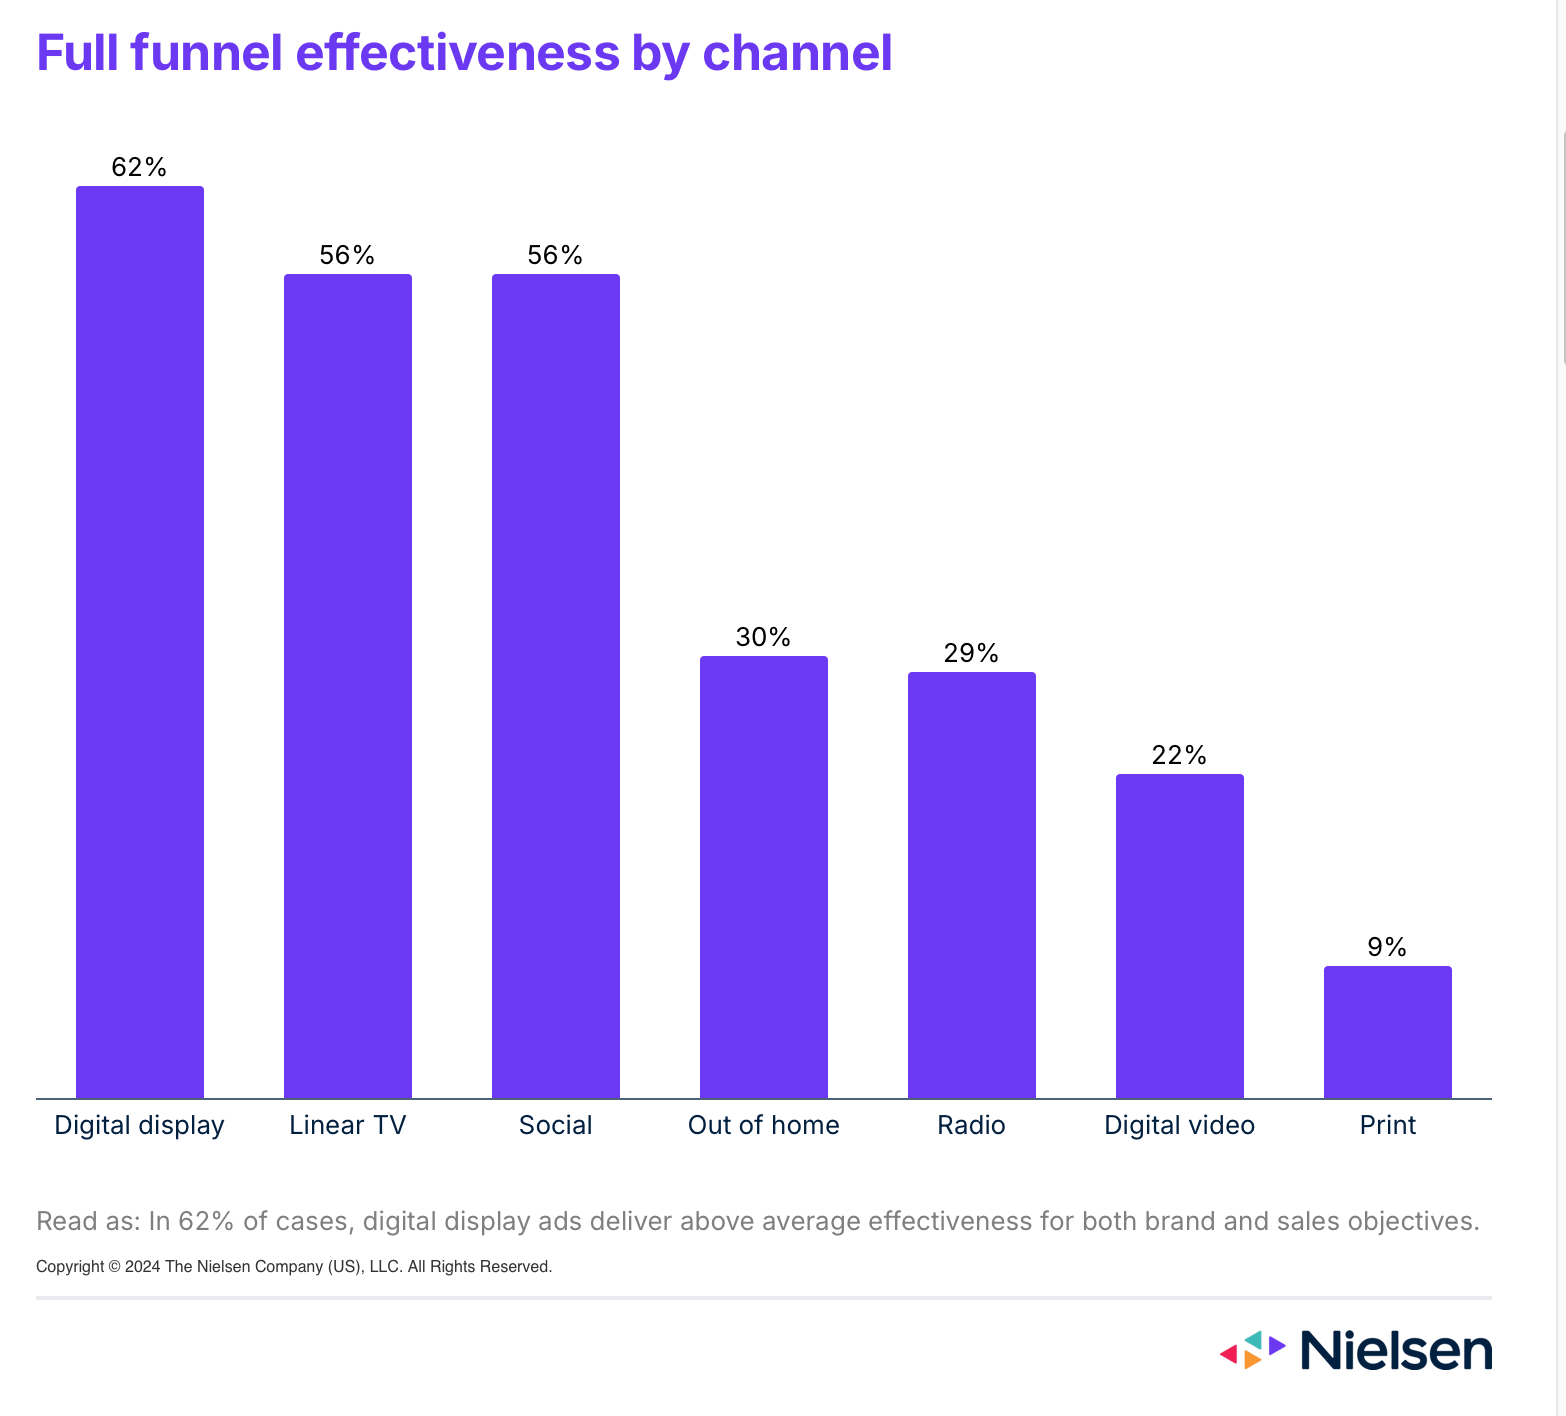 Full funnel effectiveness by channel
62%
56%
56%
30%
29%
22%
9%
Digital display
Linear TV
Social
Out of home
Radio
Digital video
Print
Read as: In 62% of cases, digital display ads deliver above average effectiveness for both brand and sales objectives.
Copyright © 2024 The Nielsen Company (US), LLC. All Rights Reserved.
Nielsen